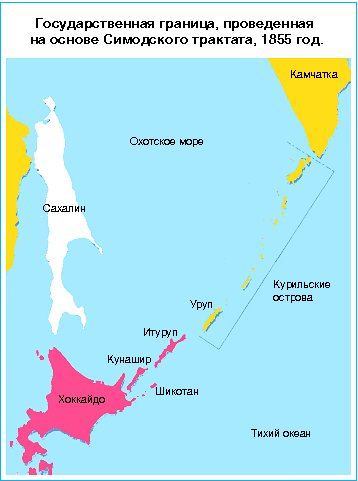 Государственная граница, проведенная
на основе Симодского трактата, 1855 год.
Камчатка
Охотское море
Сахалин
Курильские
острова
Уруп
Итуруп
Кунашир
Шикотан
Хоккайдо
Тихий океан